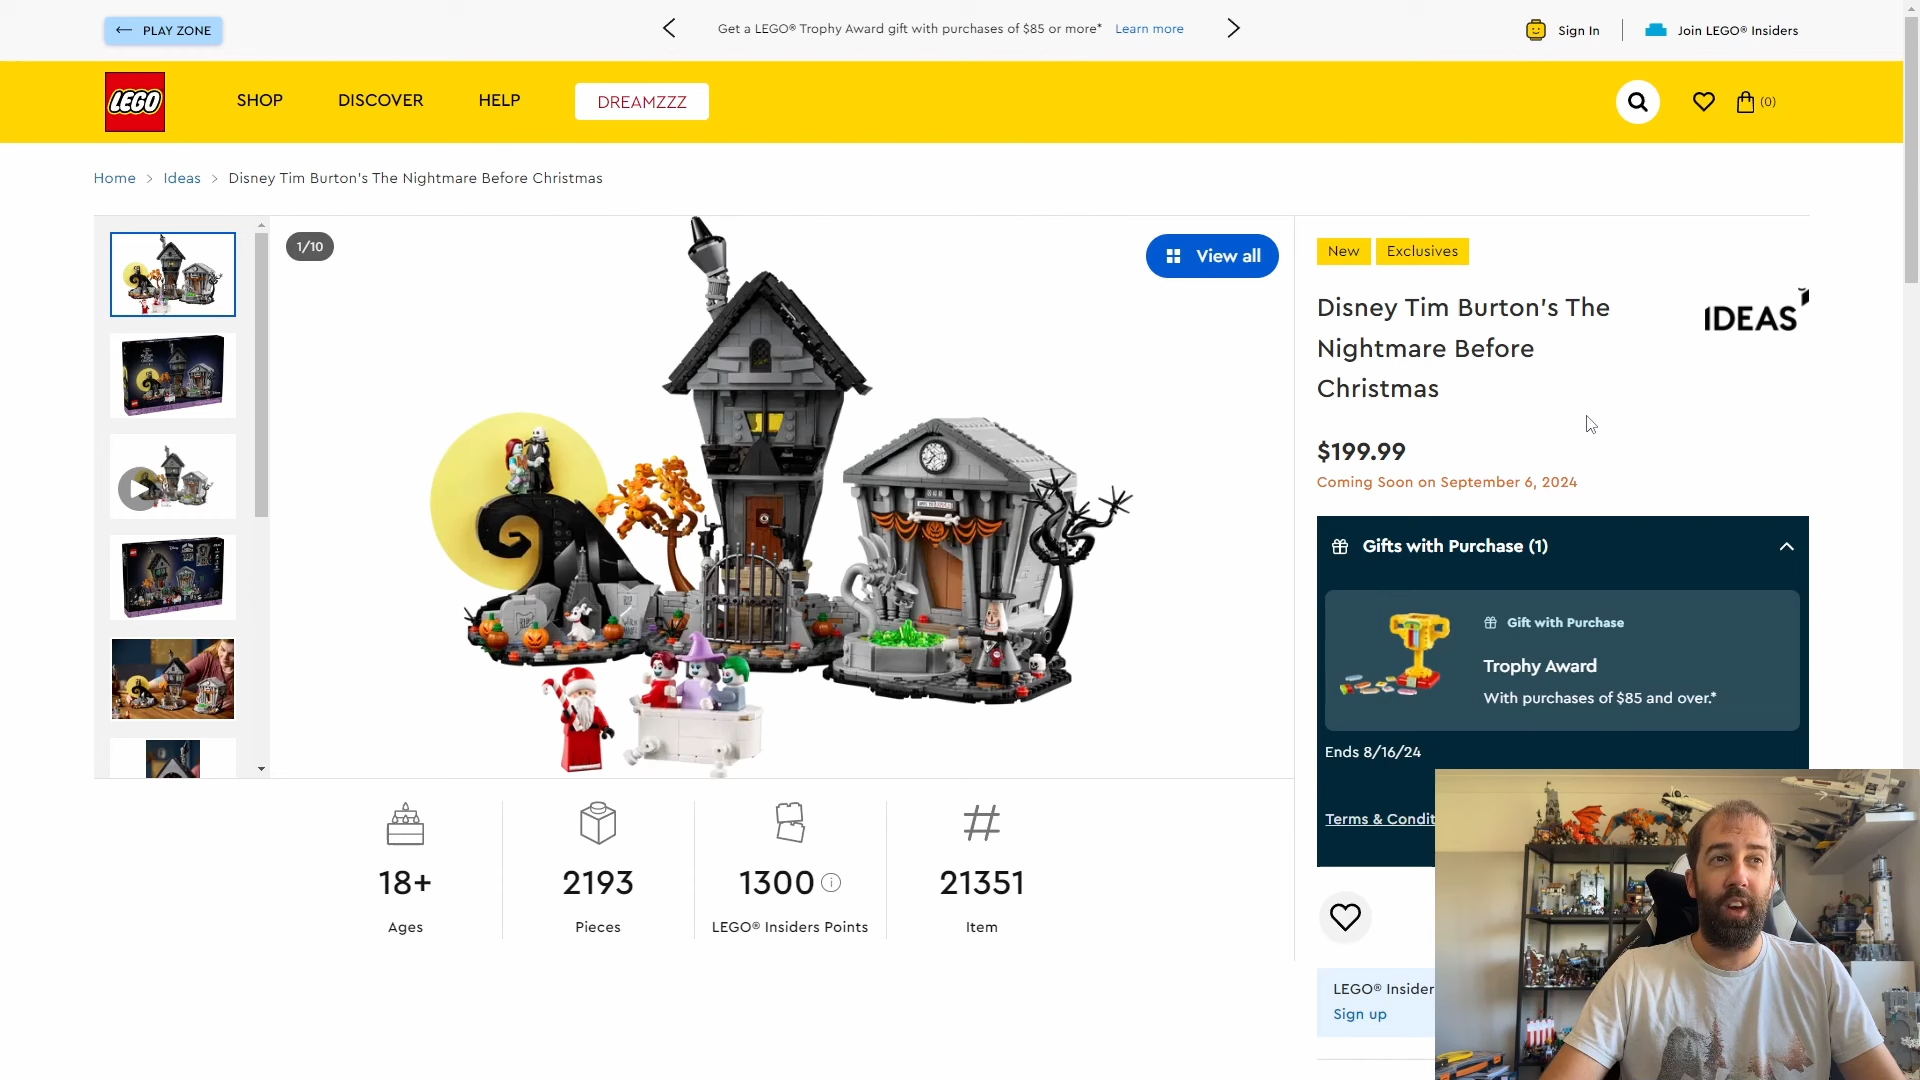 PLAY ZONE
Get a LEGO® Trophy Award gift with purchases of $85 or more* Learn more
Sign In
Join LEGO® Insiders
LEGO
SHOP
DISCOVER
HELP
DREAMZZZ
(0)
Home > Ideas > Disney Tim Burton's The Nightmare Before Christmas
1/10
View all
New
Exclusives
Disney Tim Burton's The
Nightmare Before
Christmas
IDEAS
$199.99
Coming Soon on September 6, 2024
Gifts with Purchase (1)
Gift with Purchase
Trophy Award
With purchases of $85 and over.*
Ends 8/16/24
Terms & Condit
18+
Ages
2193
Pieces
1300
LEGO® Insiders Points
#
21351
Item
LEGO® Insider
Sign up